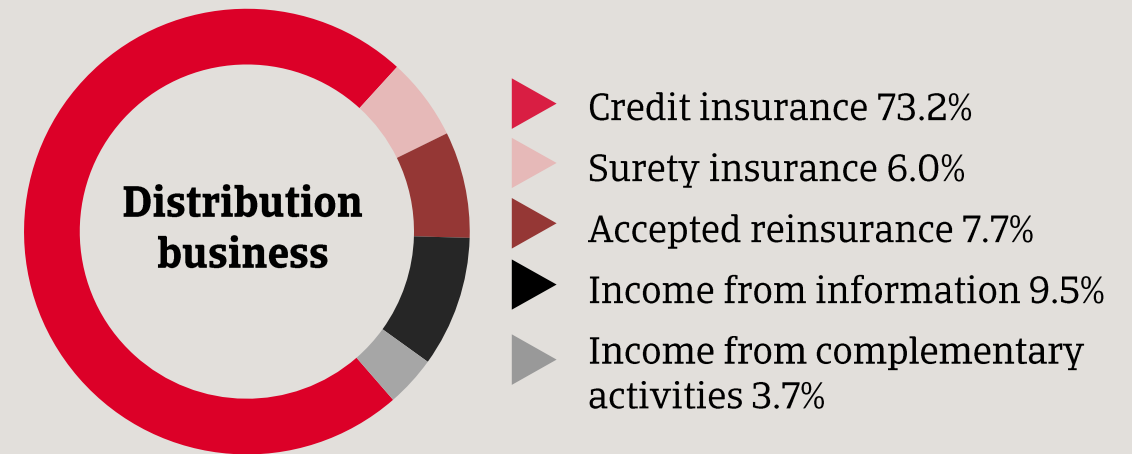 Distribution
business
Credit insurance 73.2%
Surety insurance 6.0%
Accepted reinsurance 7.7%
Income from information 9.5%
Income from complementary
activities 3.7%